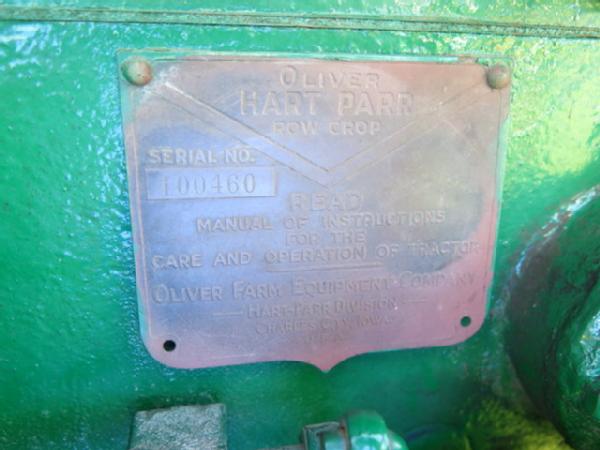 OLIVER
HART PARR
ROW CROP
SERIAL NO.
100460
READ
MANUAL OF INSTRUCTIONS
FOR THE
CARE AND OPERATION OF TRACTOR
OLIVER FARM EQUIPMENT COMPANY
HART-PARR DIVISION
CHARLES CITY, IOWA